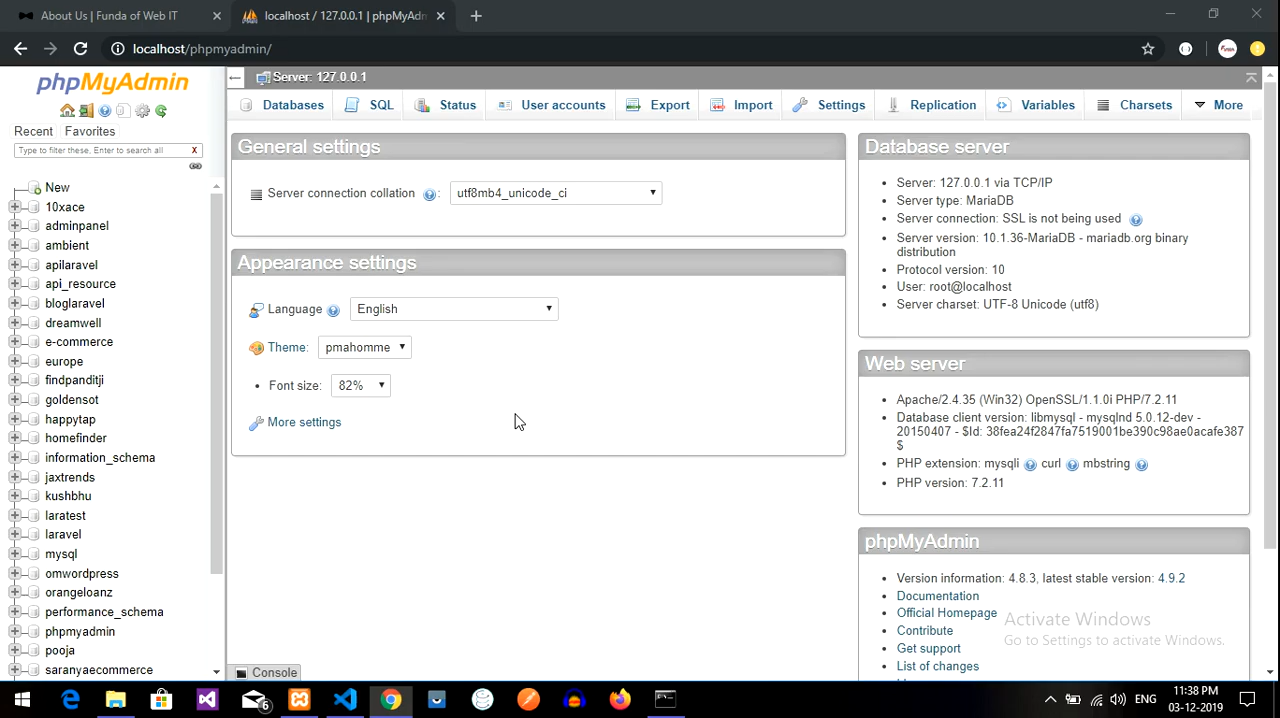 About Us | Funda of Web IT
localhost / 127.0.0.1 | phpMyAdm
localhost/phpmyadmin/
phpMyAdmin
Recent Favorites
Type to filter these, Enter to search all X
New
10xace
adminpanel
ambient
apilaravel
api_resource
bloglaravel
dreamwell
e-commerce
europe
findpanditji
goldensot
happytap
homefinder
information_schema
jaxtrends
kushbhu
laratest
laravel
mysql
omwordpress
orangeloanz
performance_schema
phpmyadmin
pooja
saranyaecommerce
Server: 127.0.0.1
Databases SQL Status User accounts Export Import Settings Replication Variables Charsets More
General settings
Server connection collation : utf8mb4_unicode_ci
Appearance settings
Language English
Theme: pmahomme
Font size: 82%
More settings
Console
Database server
Server: 127.0.0.1 via TCP/IP
Server type: MariaDB
Server connection: SSL is not being used
Server version: 10.1.36-MariaDB - mariadb.org binary
distribution
Protocol version: 10
User: root@localhost
Server charset: UTF-8 Unicode (utf8)
Web server
Apache/2.4.35 (Win32) OpenSSL/1.1.0i PHP/7.2.11
Database client version: libmysql - mysqlnd 5.0.12-dev -
20150407 - $Id: 38fea24f2847fa7519001be390c98ae0acafe387
$
PHP extension: mysqli curl mbstring
PHP version: 7.2.11
phpMyAdmin
Version information: 4.8.3, latest stable version: 4.9.2
Documentation
Official Homepage
Contribute
Get support
List of changes
Activate Windows
Go to Settings to activate Windows.
6
ENG
11:38 PM
03-12-2019